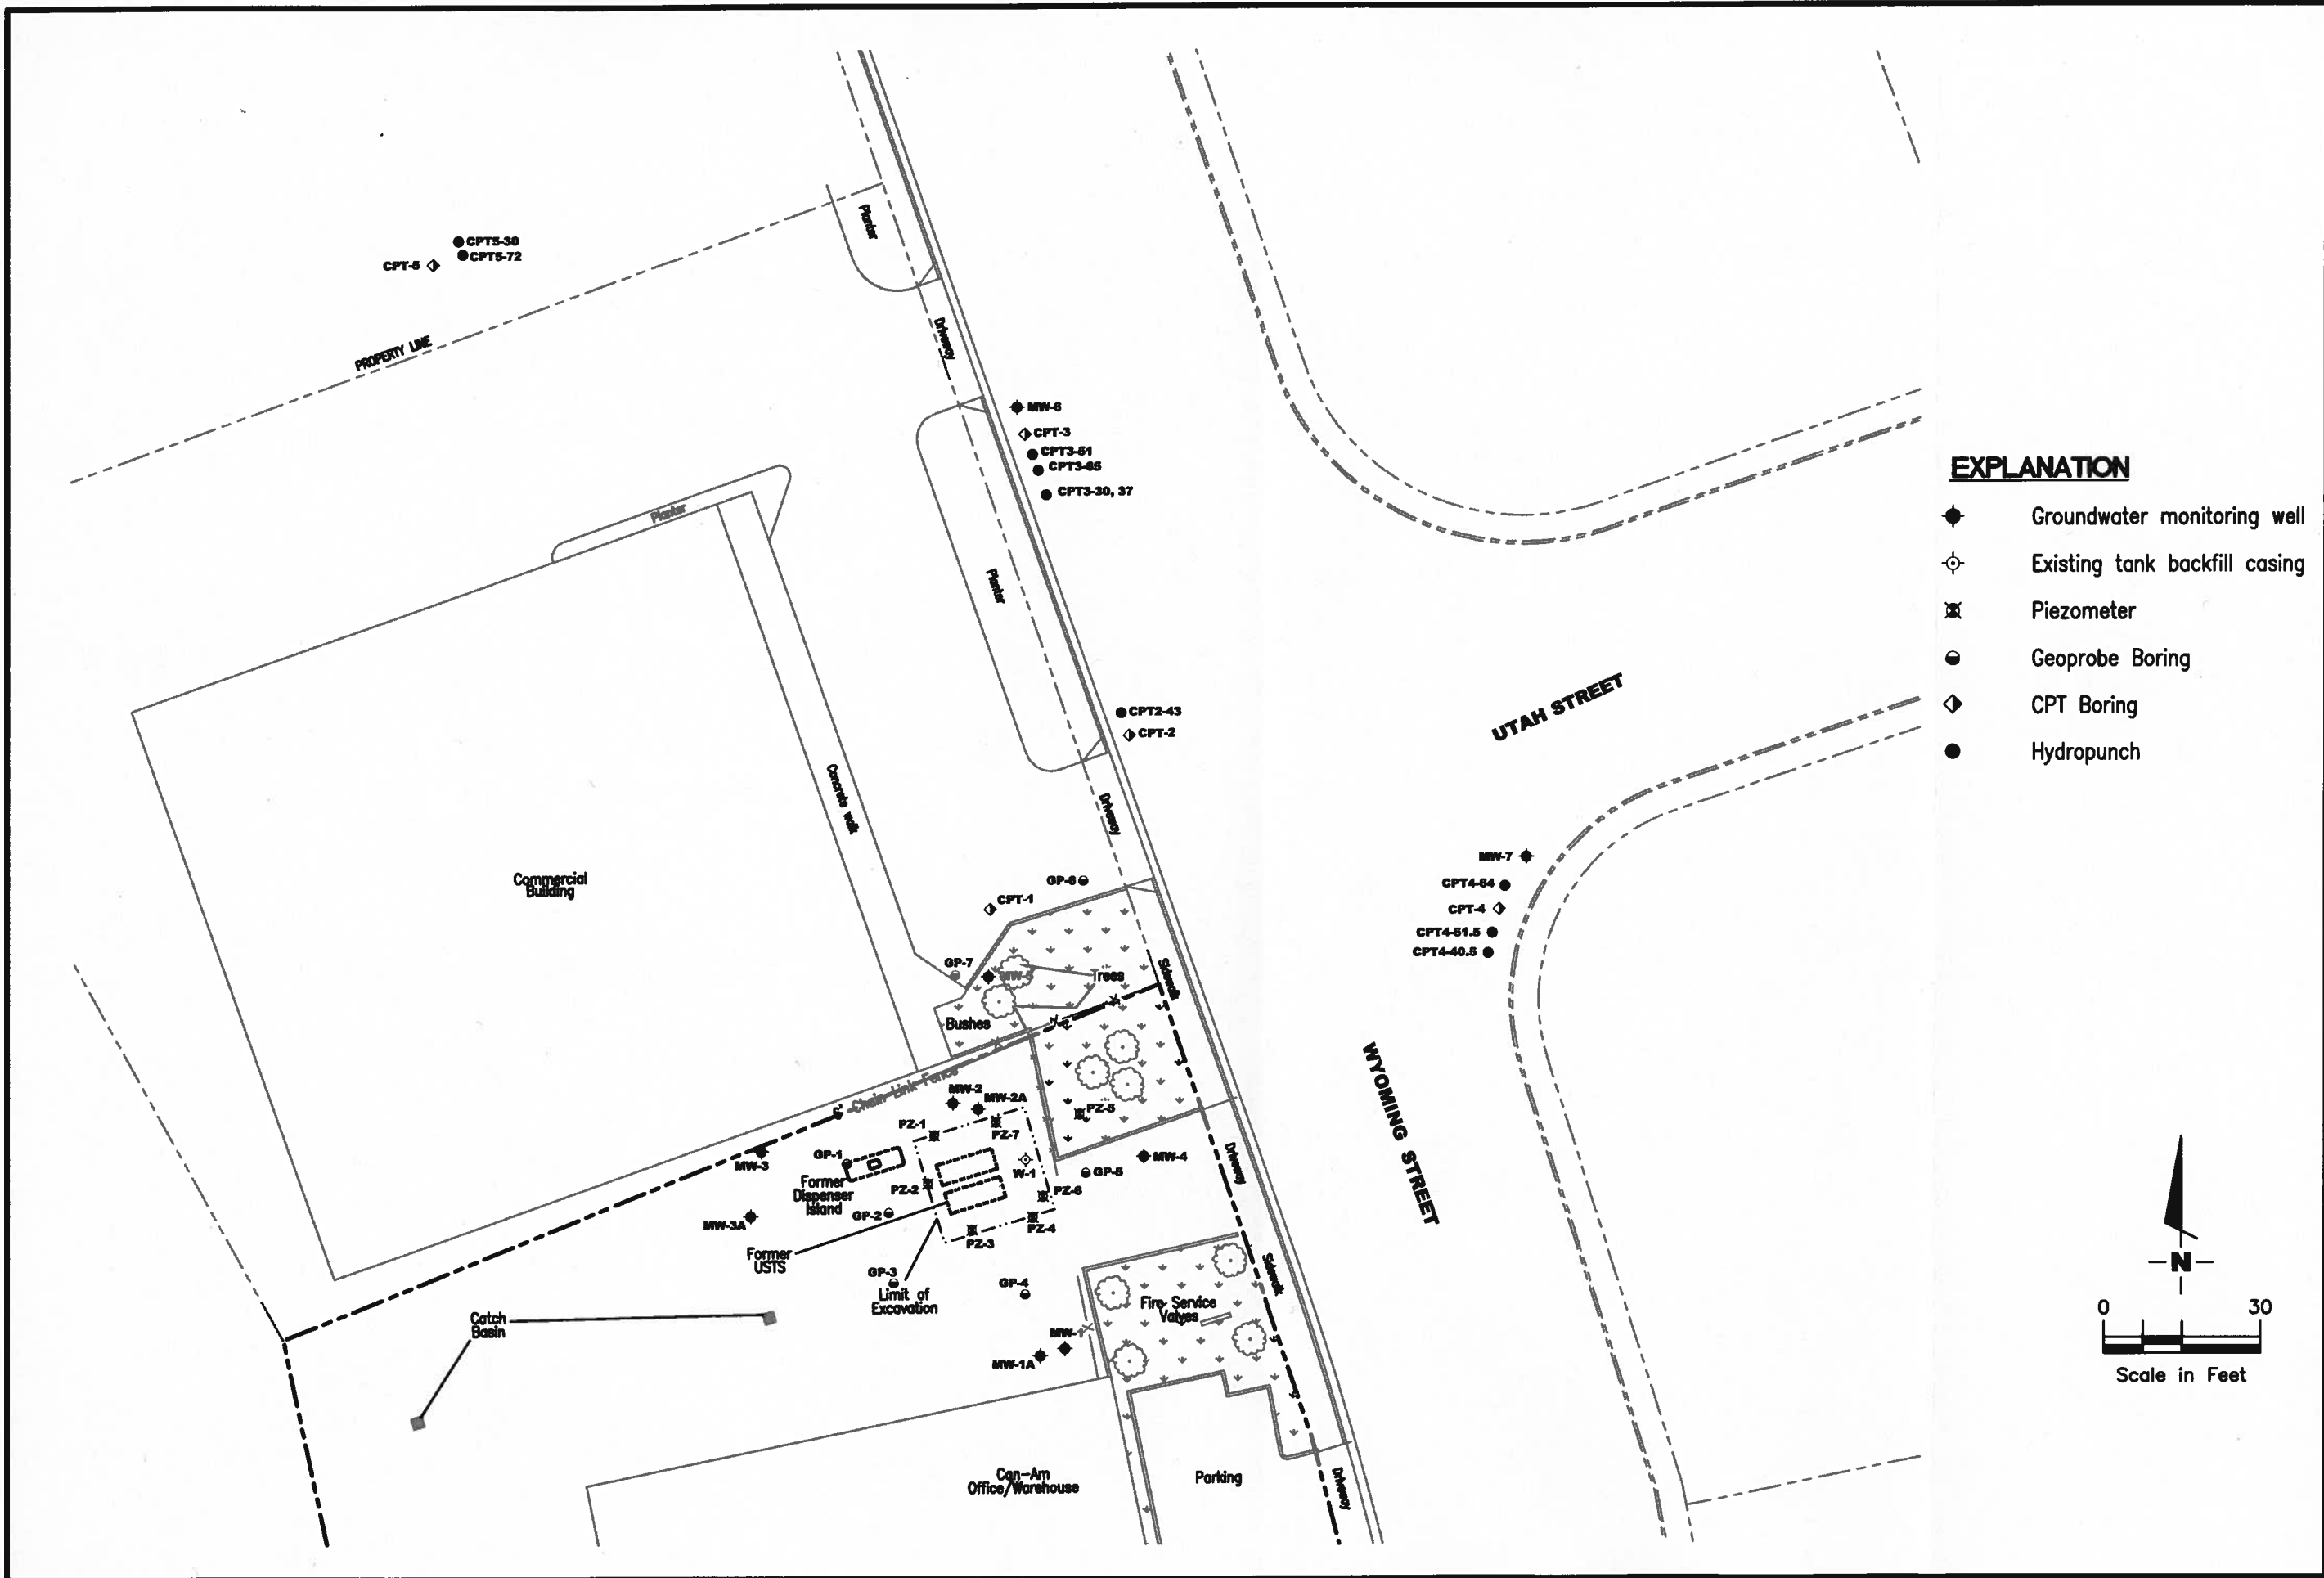 Planter
CPT5-30
CPT5-72
CPT-5
Driveway
PROPERTY LINE
MW-6
CPT-3
CPT3-51
CPT3-65
CPT3-30, 37
EXPLANATION
Groundwater monitoring well
Existing tank backfill casing
Piezometer
Geoprobe Boring
CPT Boring
Hydropunch
Planter
Planter
UTAH STREET
CPT2-43
CPT-2
Concrete walk
Driveway
Commercial
Building
MW-7
CPT4-64
CPT-4
CPT4-51.5
CPT4-40.5
GP-6
CPT-1
GP-7
MW-5
Trees
Sidewalk
Bushes
6' Chain-Link Fence
WYOMING STREET
MW-2
MW-2A
PZ-1
PZ-7
PZ-5
MW-3
GP-1
W-1
MW-4
GP-5
Driveway
Former
Dispenser
Island
PZ-2
PZ-6
GP-2
MW-3A
PZ-4
PZ-3
Former
USTS
GP-3
Limit of
Excavation
GP-4
Sidewalk
Fire Service
Valves
Catch
Basin
MW-1
MW-1A
N
0 30
Scale in Feet
Can-Am
Office/Warehouse
Parking
Driveway